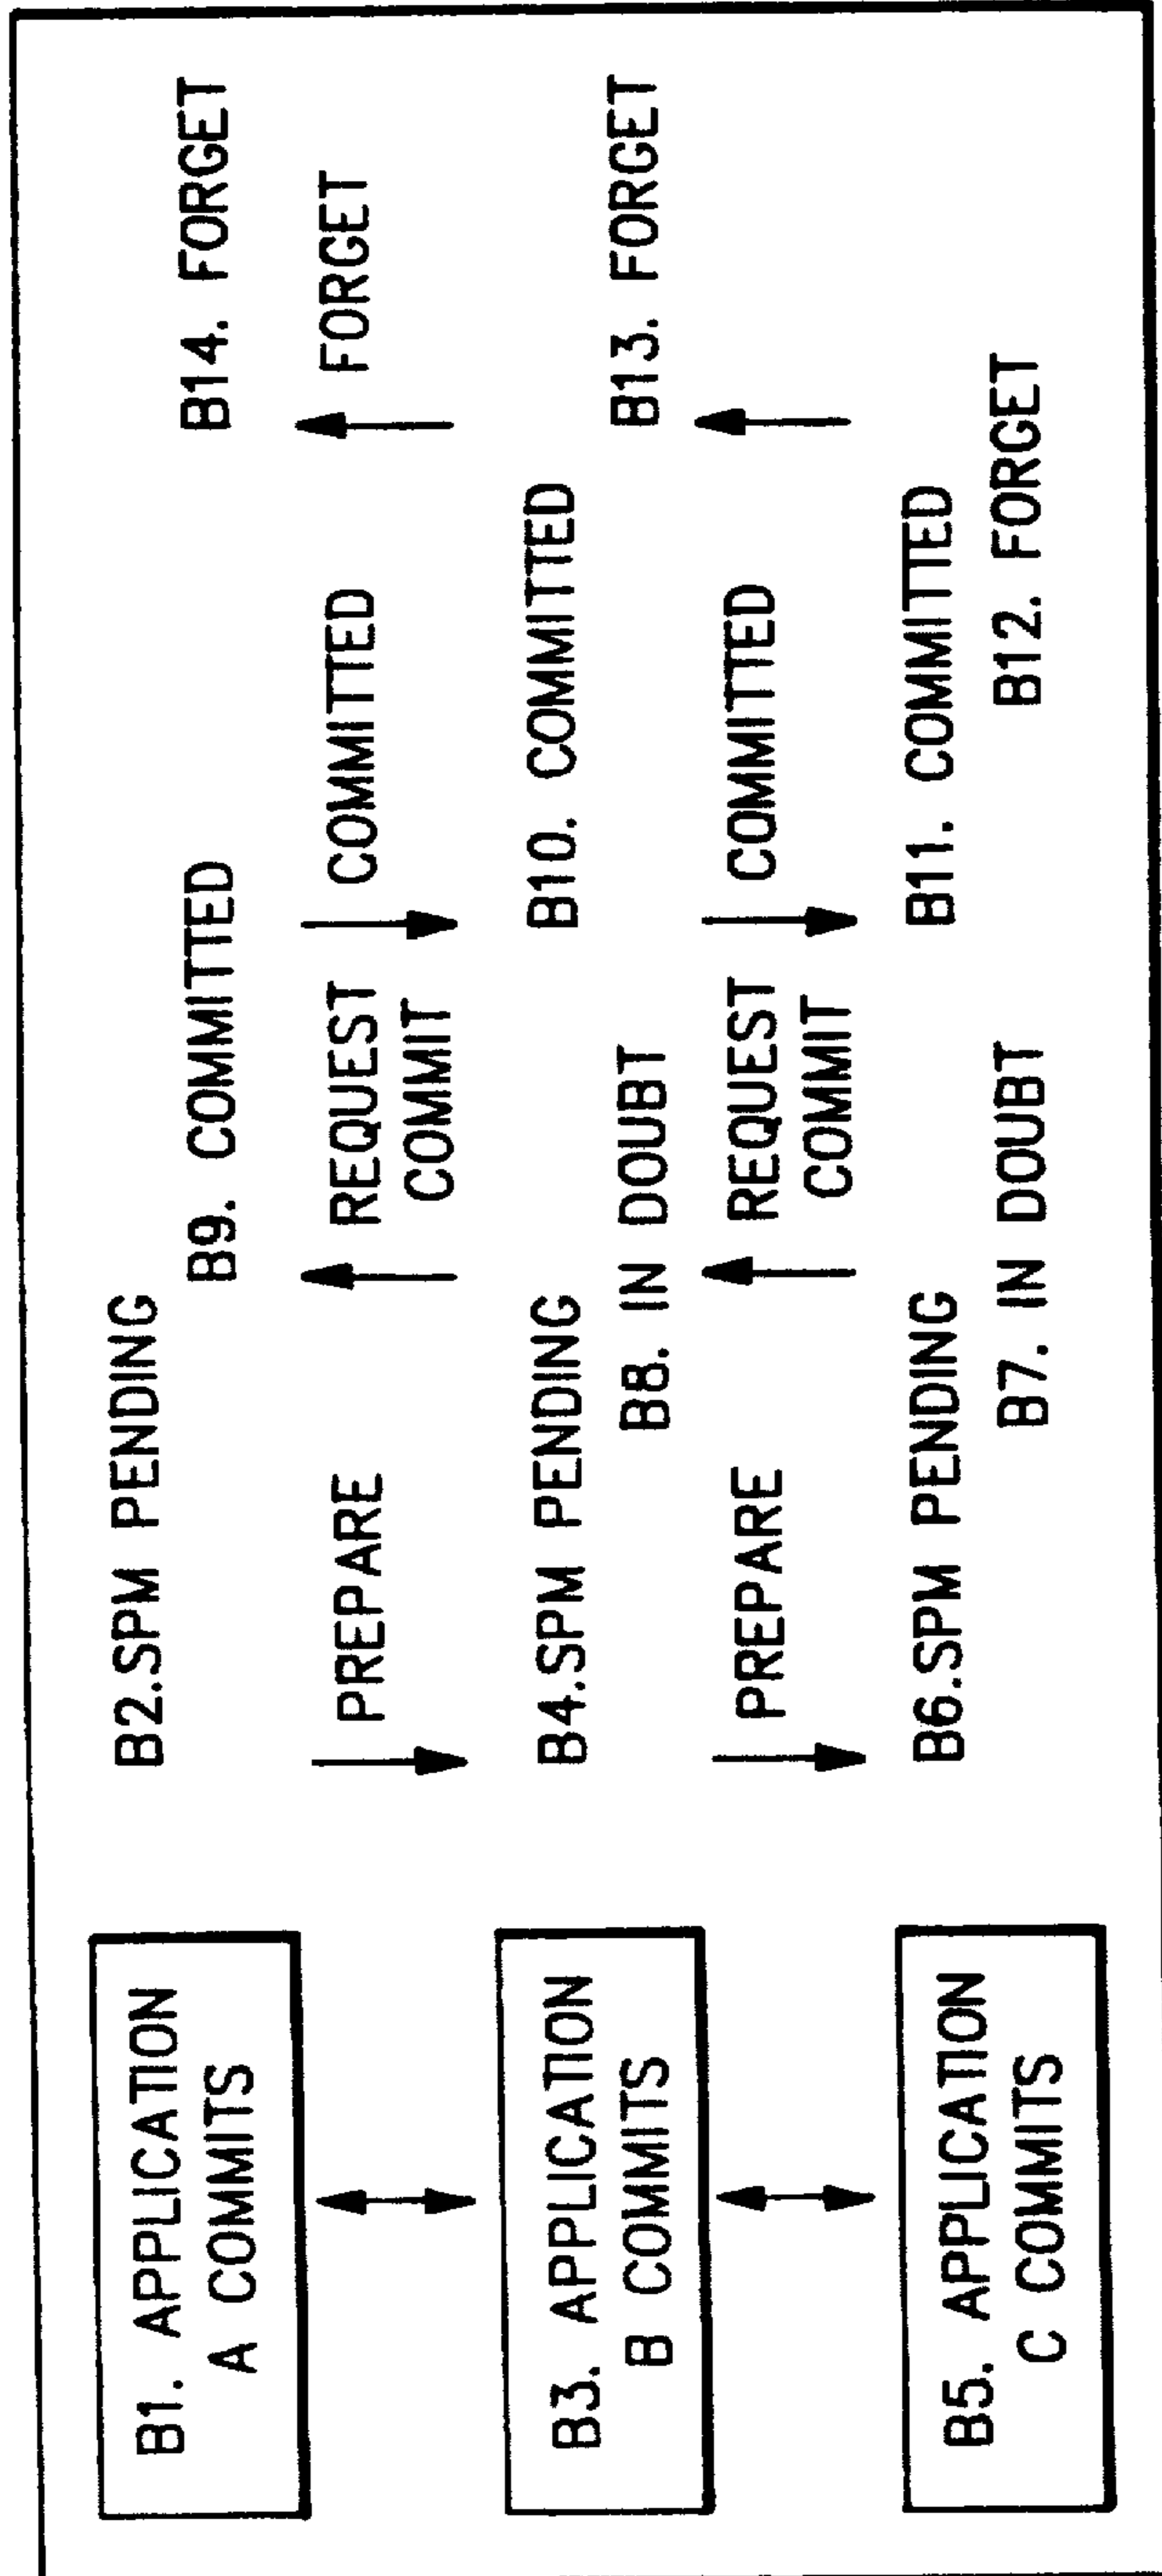 B1. APPLICATION
A COMMITS
B2.SPM PENDING
B9. COMMITTED
B14. FORGET
PREPARE
REQUEST
COMMIT
COMMITTED
FORGET
B3. APPLICATION
B COMMITS
B4.SPM PENDING
B8. IN DOUBT
B10. COMMITTED
B13. FORGET
PREPARE
REQUEST
COMMIT
COMMITTED
B5. APPLICATION
C COMMITS
B6.SPM PENDING
B7. IN DOUBT
B11. COMMITTED
B12. FORGET